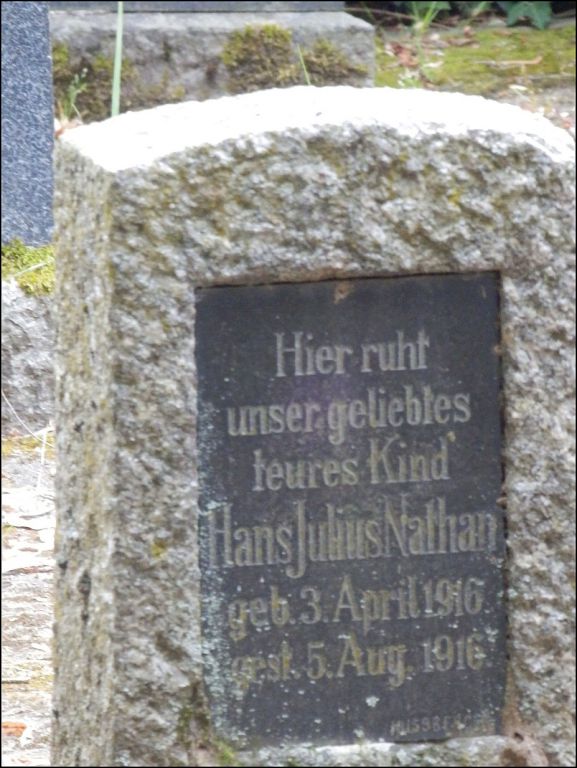 Hier ruht
unser geliebtes
teures Kind
Hans Julius Nathan
geb. 3. April 1916
gest. 5. Aug. 1916